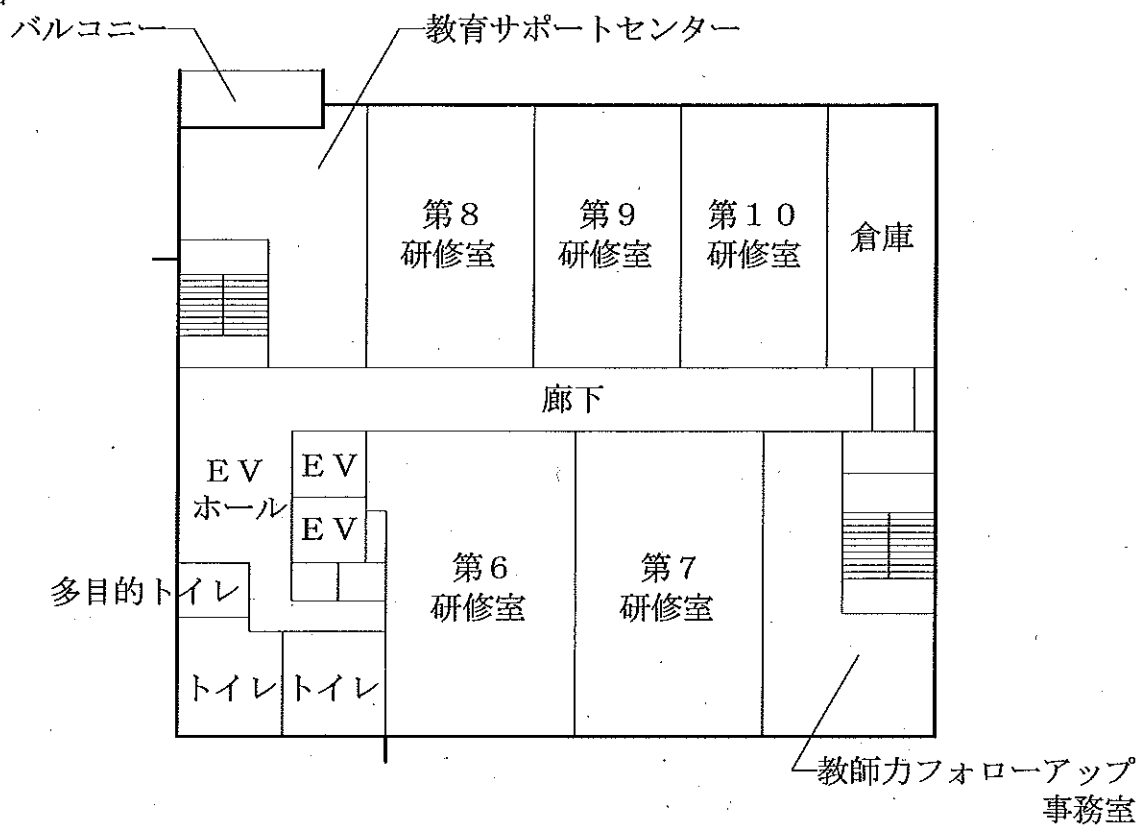 バルコニー
教育サポートセンター
第8
研修室
第9
研修室
第10
研修室
倉庫
廊下
EV
ホール
EV
EV
第6
研修室
第7
研修室
多目的トイレ
トイレ
トイレ
教師力フォローアップ
事務室